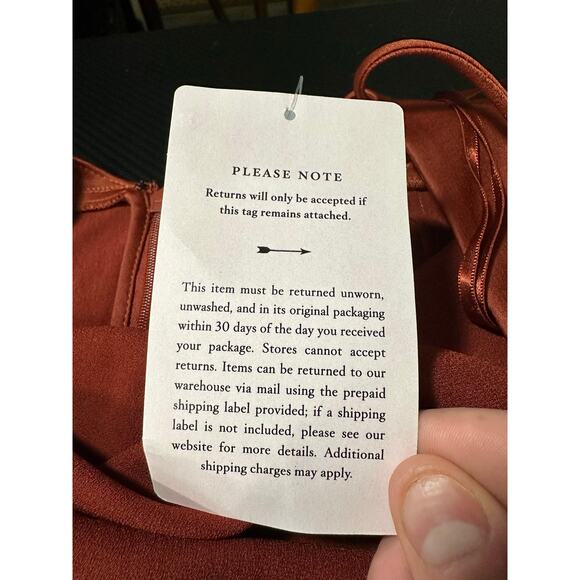 PLEASE NOTE
Returns will only be accepted if
this tag remains attached.
This item must be returned unworn,
unwashed, and in its original packaging
within 30 days of the day you received
your package. Stores cannot accept
returns. Items can be returned to our
warehouse via mail using the prepaid
shipping label provided; if a shipping
label is not included, please see our
website for more details. Additional
shipping charges may apply.